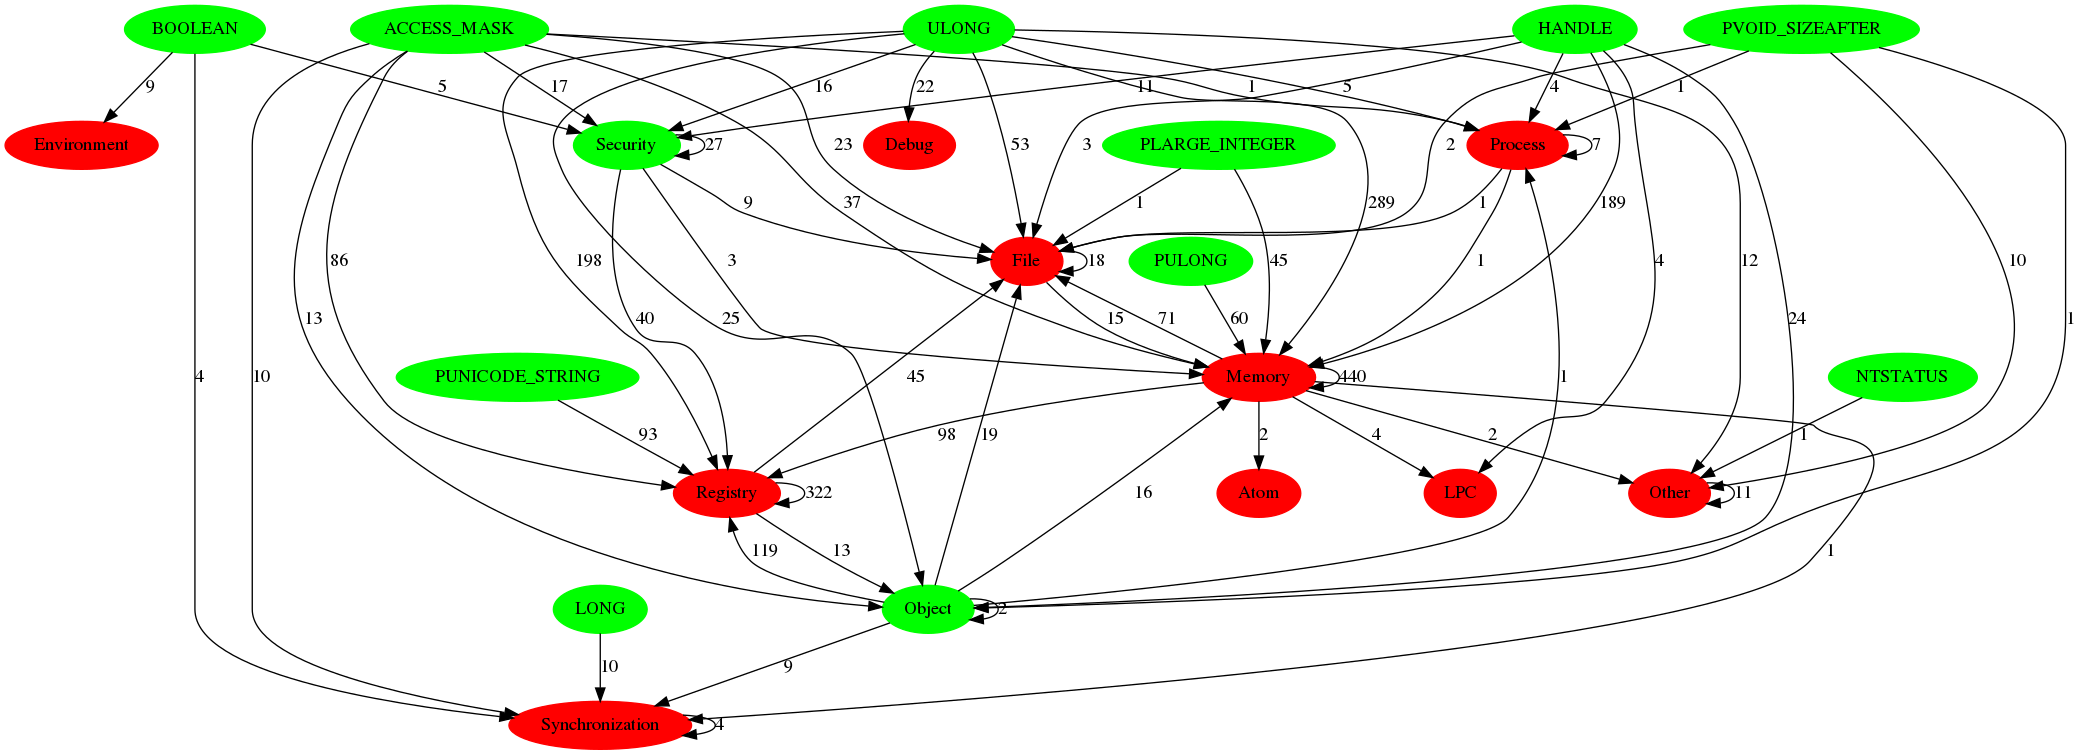 BOOLEAN ACCESS_MASK ULONG HANDLE PVOID_SIZEAFTER
9 5 17 16 22 11 1 5 4 1
Environment Security 27 23 Debug 53 3 PLARGE_INTEGER 2 Process 7
9 37 1 289 1 189
86 3 File 18 PULONG 45 1 4 12 10
13 198 40 25 15 71 60 24 1
4 10 PUNICODE_STRING 45 Memory 440 1 NTSTATUS
93 98 19 2 4 2 1
Registry 322 16 Atom LPC Other 11
119 13 1
LONG Object 2
10 9
Synchronization 4